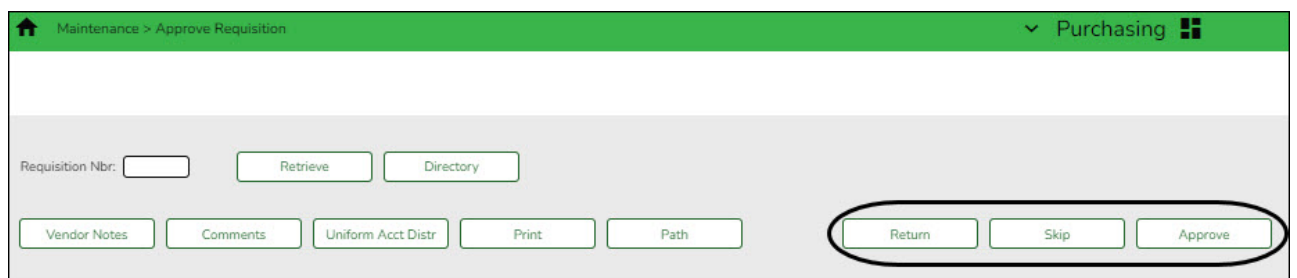 Maintenance > Approve Requisition Purchasing
Requisition Nbr: Retrieve Directory
Vendor Notes Comments Uniform Acct Distr Print Path Return Skip Approve